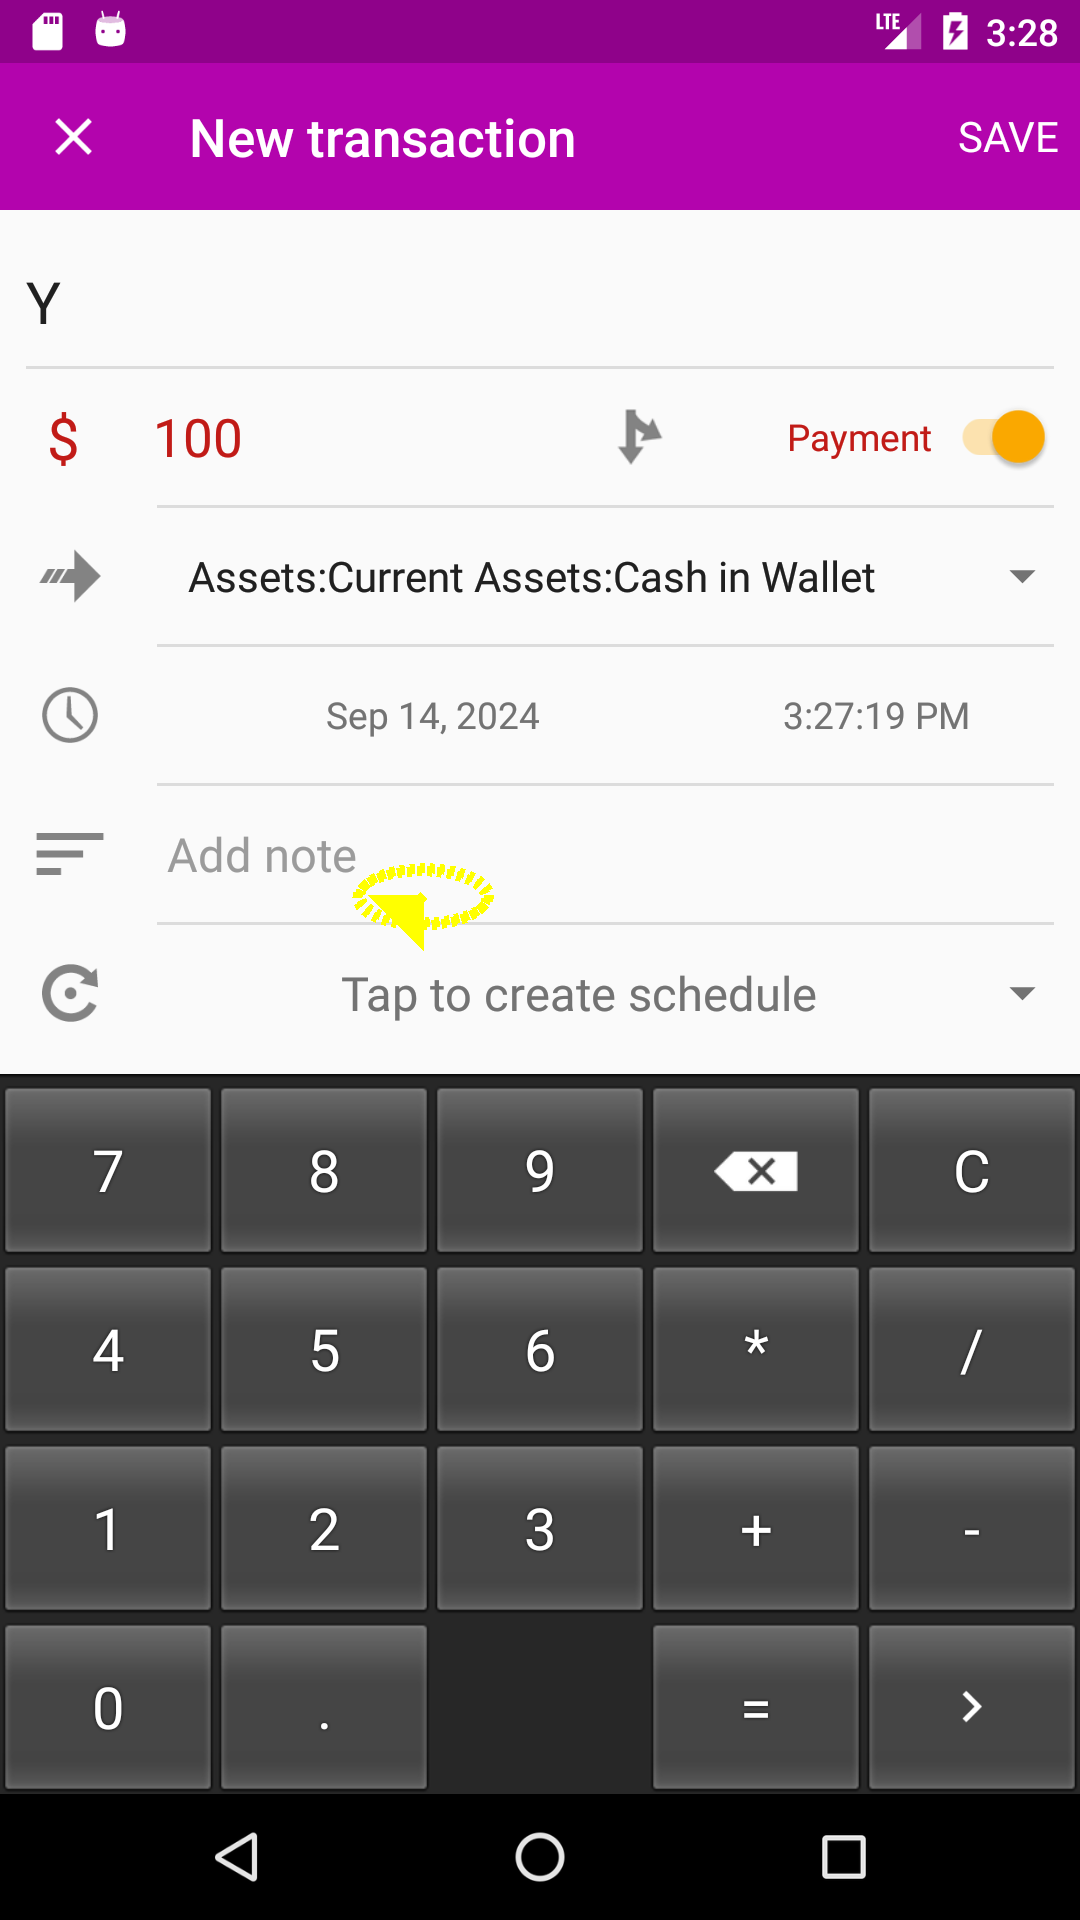 LTE 3:28
New transaction SAVE
Y
$ 100 Payment
Assets:Current Assets:Cash in Wallet
Sep 14, 2024 3:27:19 PM
Add note
Tap to create schedule
7 8 9 C
4 5 6 * /
1 2 3 + -
0 . = >